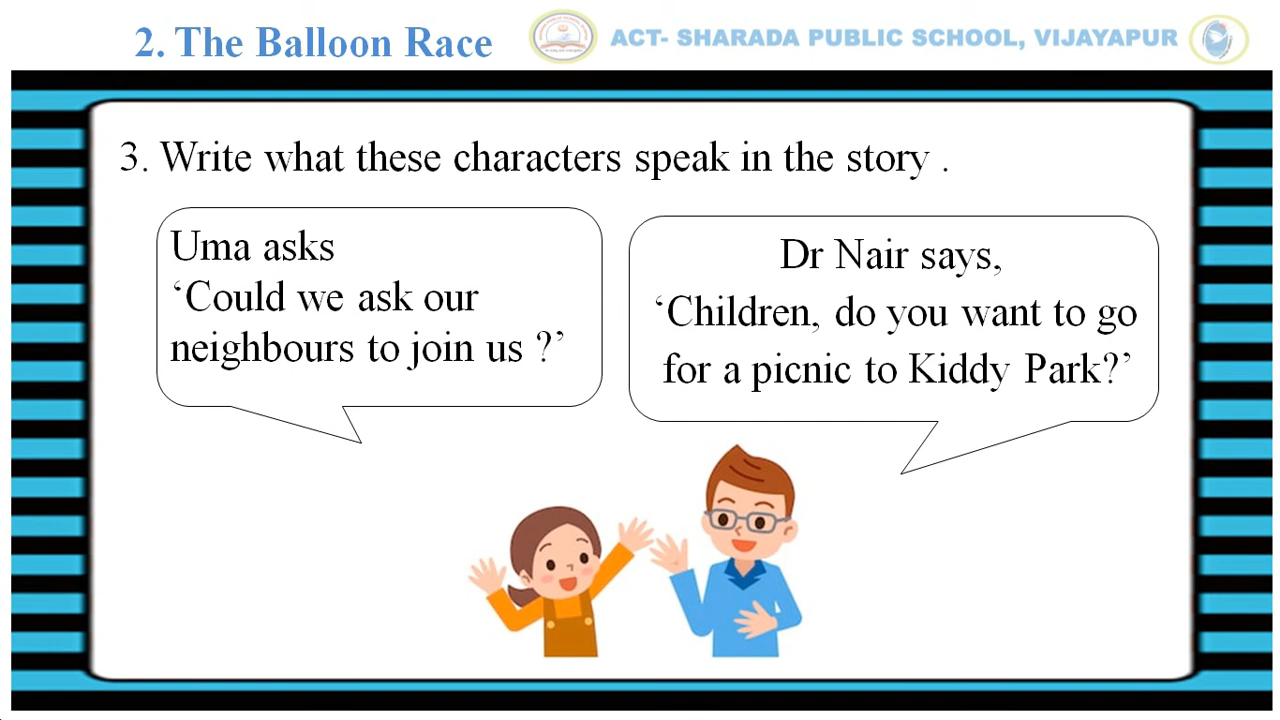 2. The Balloon Race
ACT- SHARADA PUBLIC SCHOOL, VIJAYAPUR
3. Write what these characters speak in the story .
Uma asks
‘Could we ask our
neighbours to join us ?’
Dr Nair says,
‘Children, do you want to go
for a picnic to Kiddy Park?’